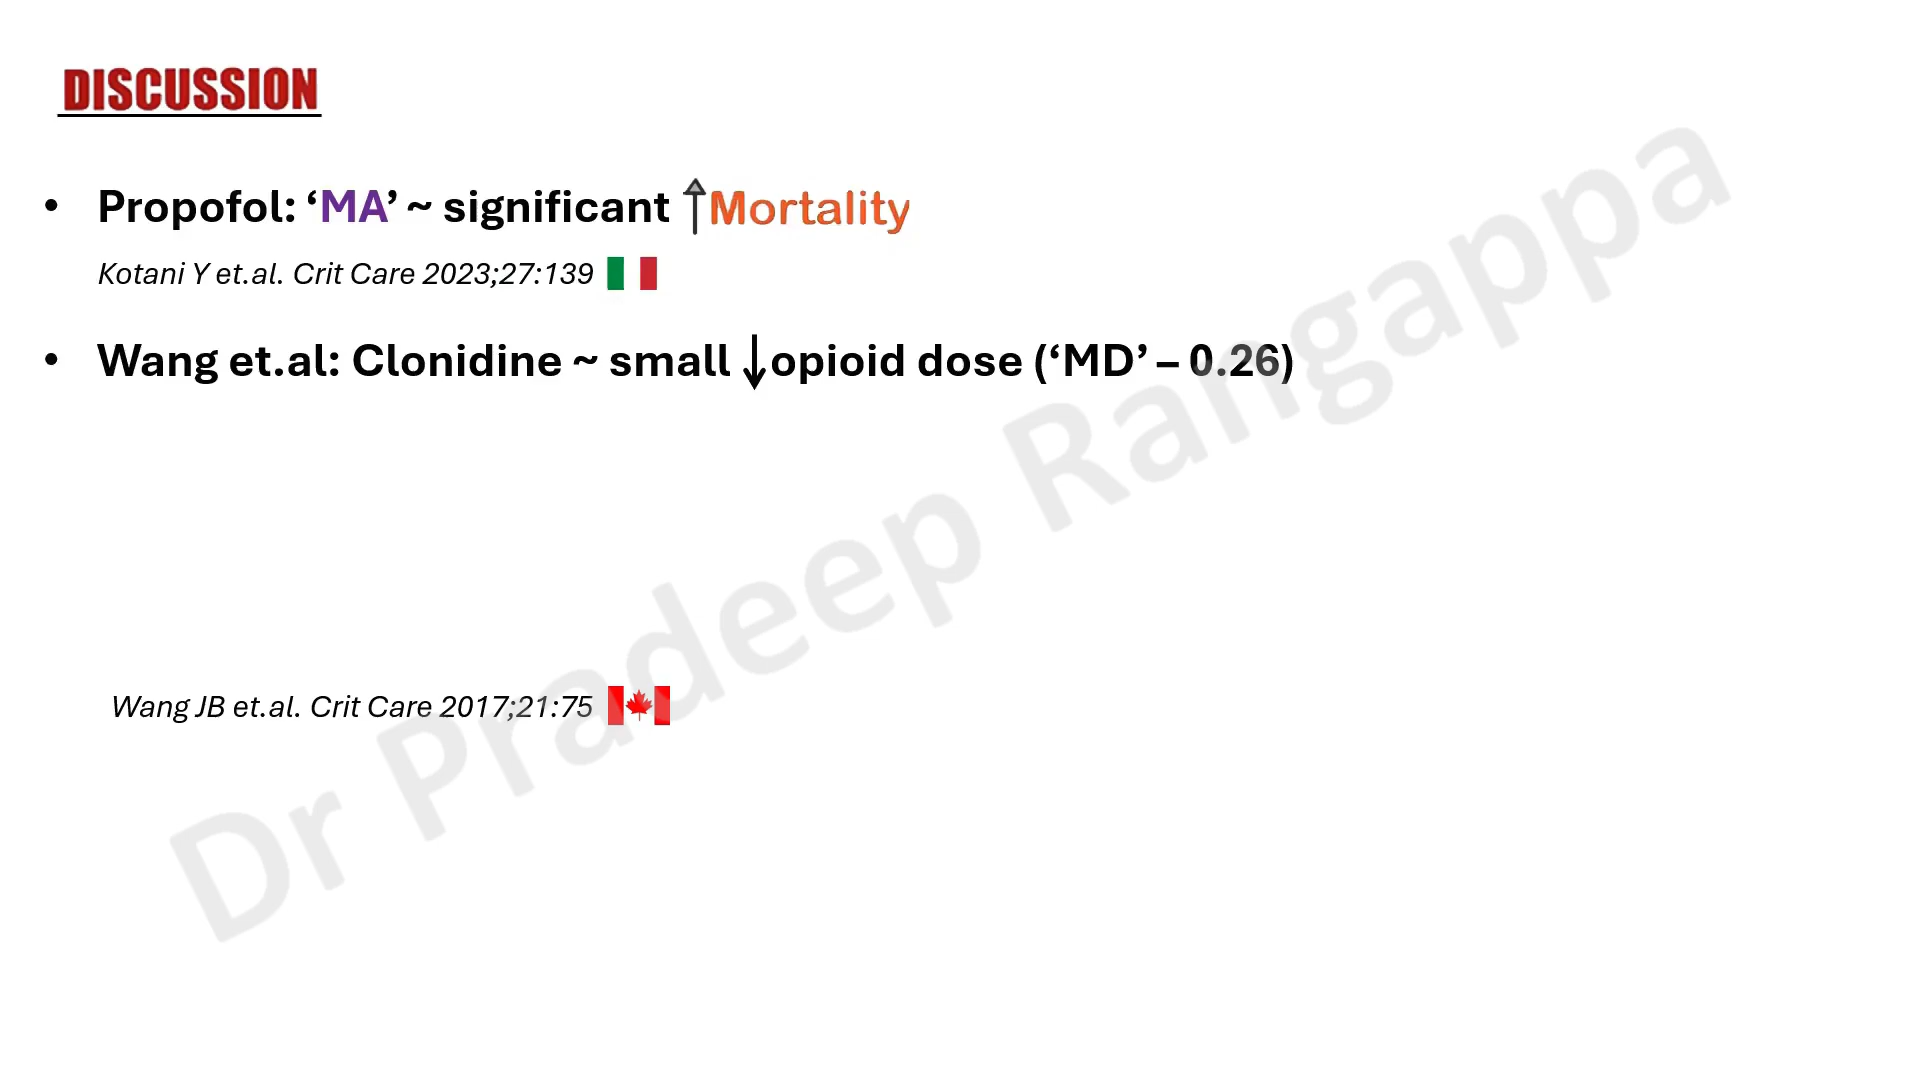 DISCUSSION
• Propofol: ‘MA’ ~ significant ↑Mortality
Kotani Y et.al. Crit Care 2023;27:139
• Wang et.al: Clonidine ~ small ↓opioid dose (‘MD’ – 0.26)
Wang JB et.al. Crit Care 2017;21:75
Dr Pradeep Rangappa